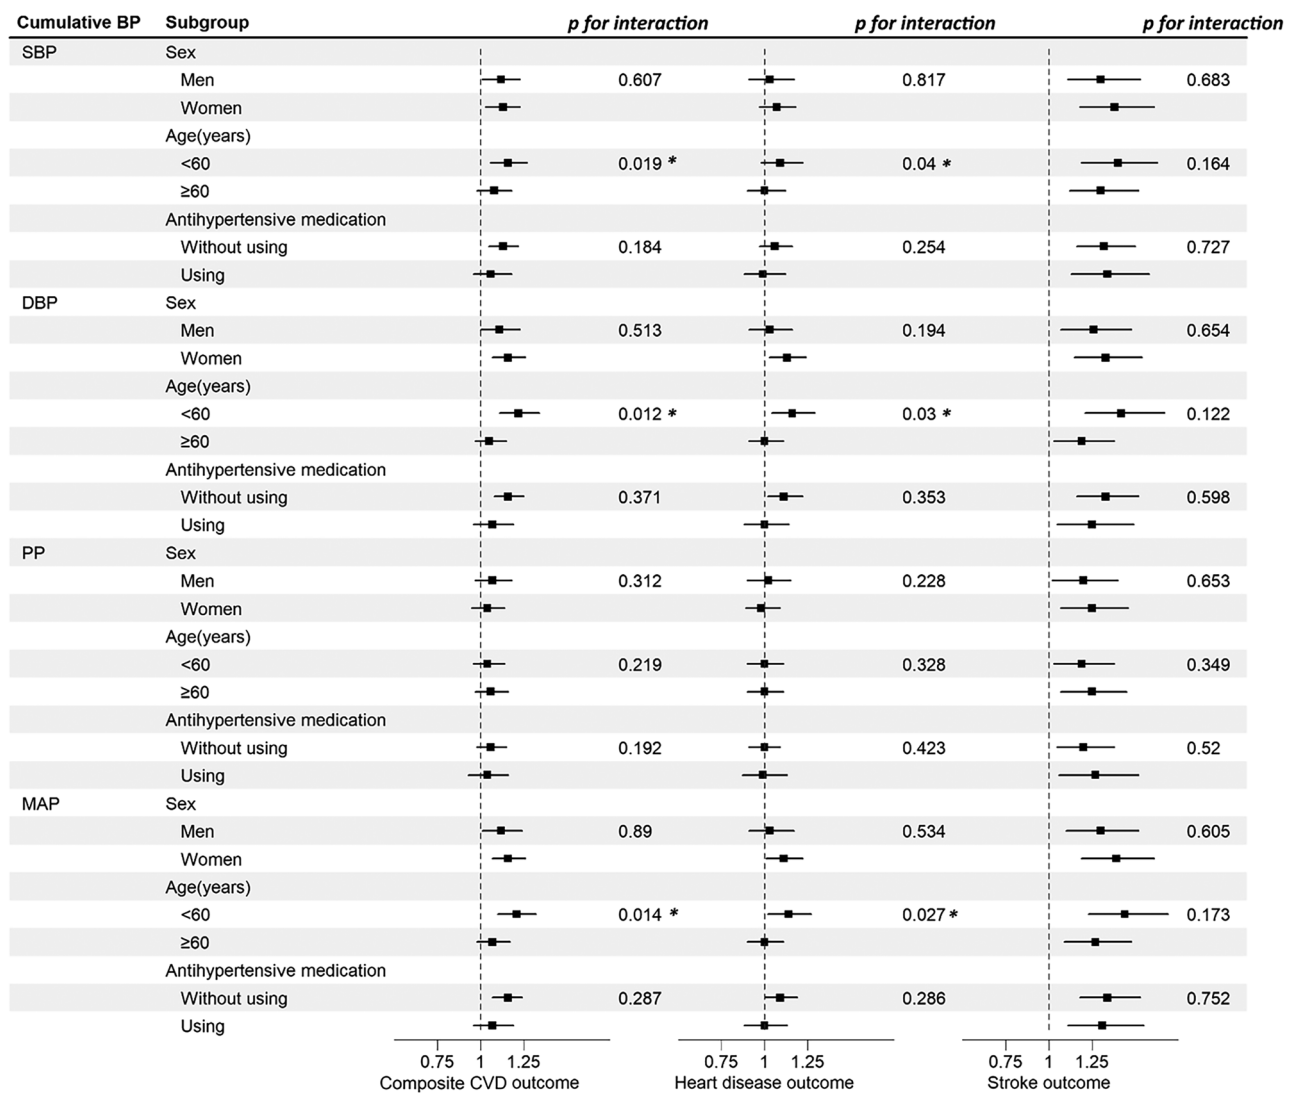 Cumulative BP Subgroup p for interaction p for interaction p for interaction
SBP Sex
Men 0.607 0.817 0.683
Women
Age(years)
<60 0.019 * 0.04 * 0.164
≥60
Antihypertensive medication
Without using 0.184 0.254 0.727
Using
DBP Sex
Men 0.513 0.194 0.654
Women
Age(years)
<60 0.012 * 0.03 * 0.122
≥60
Antihypertensive medication
Without using 0.371 0.353 0.598
Using
PP Sex
Men 0.312 0.228 0.653
Women
Age(years)
<60 0.219 0.328 0.349
≥60
Antihypertensive medication
Without using 0.192 0.423 0.52
Using
MAP Sex
Men 0.89 0.534 0.605
Women
Age(years)
<60 0.014 * 0.027 * 0.173
≥60
Antihypertensive medication
Without using 0.287 0.286 0.752
Using
0.75 1 1.25 0.75 1 1.25 0.75 1 1.25
Composite CVD outcome Heart disease outcome Stroke outcome